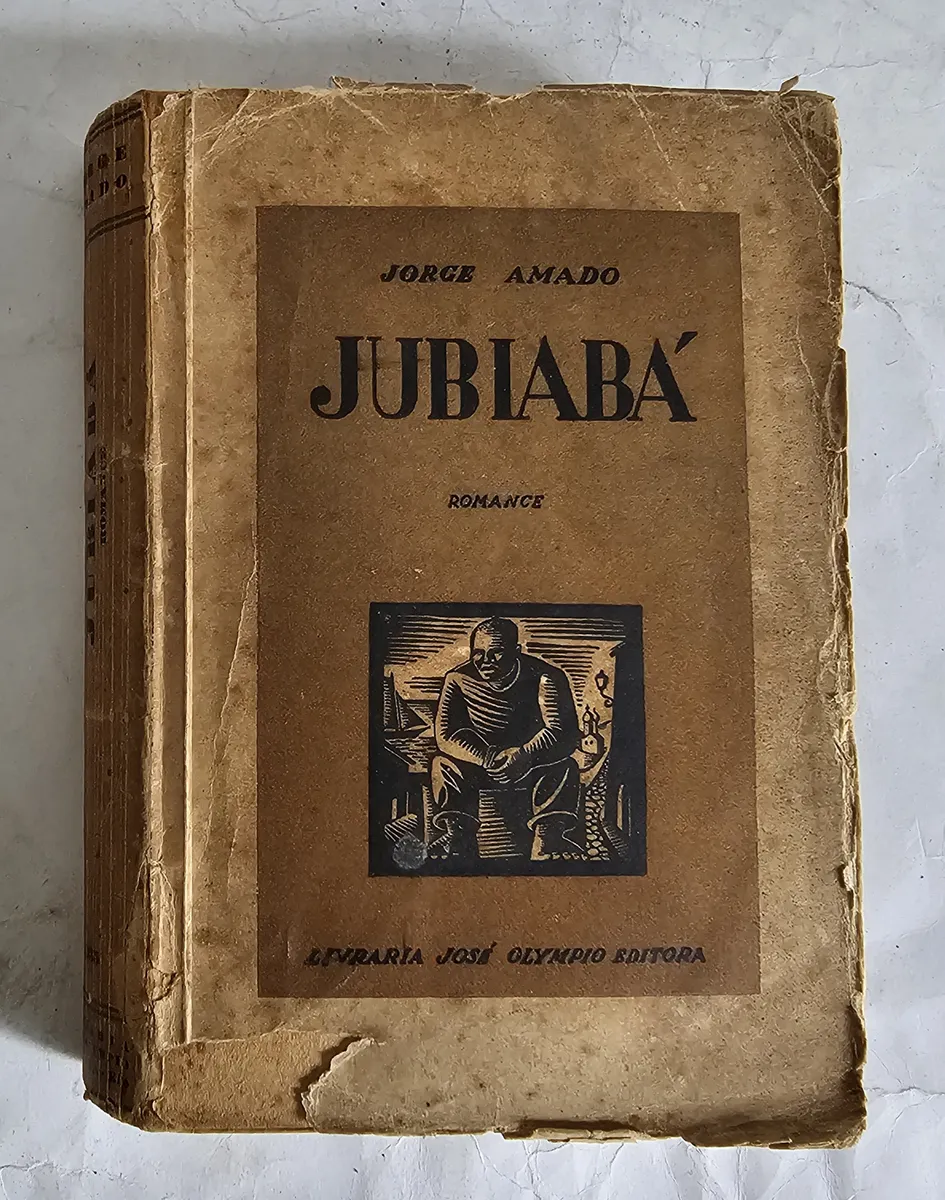 JORGE AMADO
JUBIABÁ
ROMANCE
LIVRARIA JOSÉ OLYMPIO EDITORA